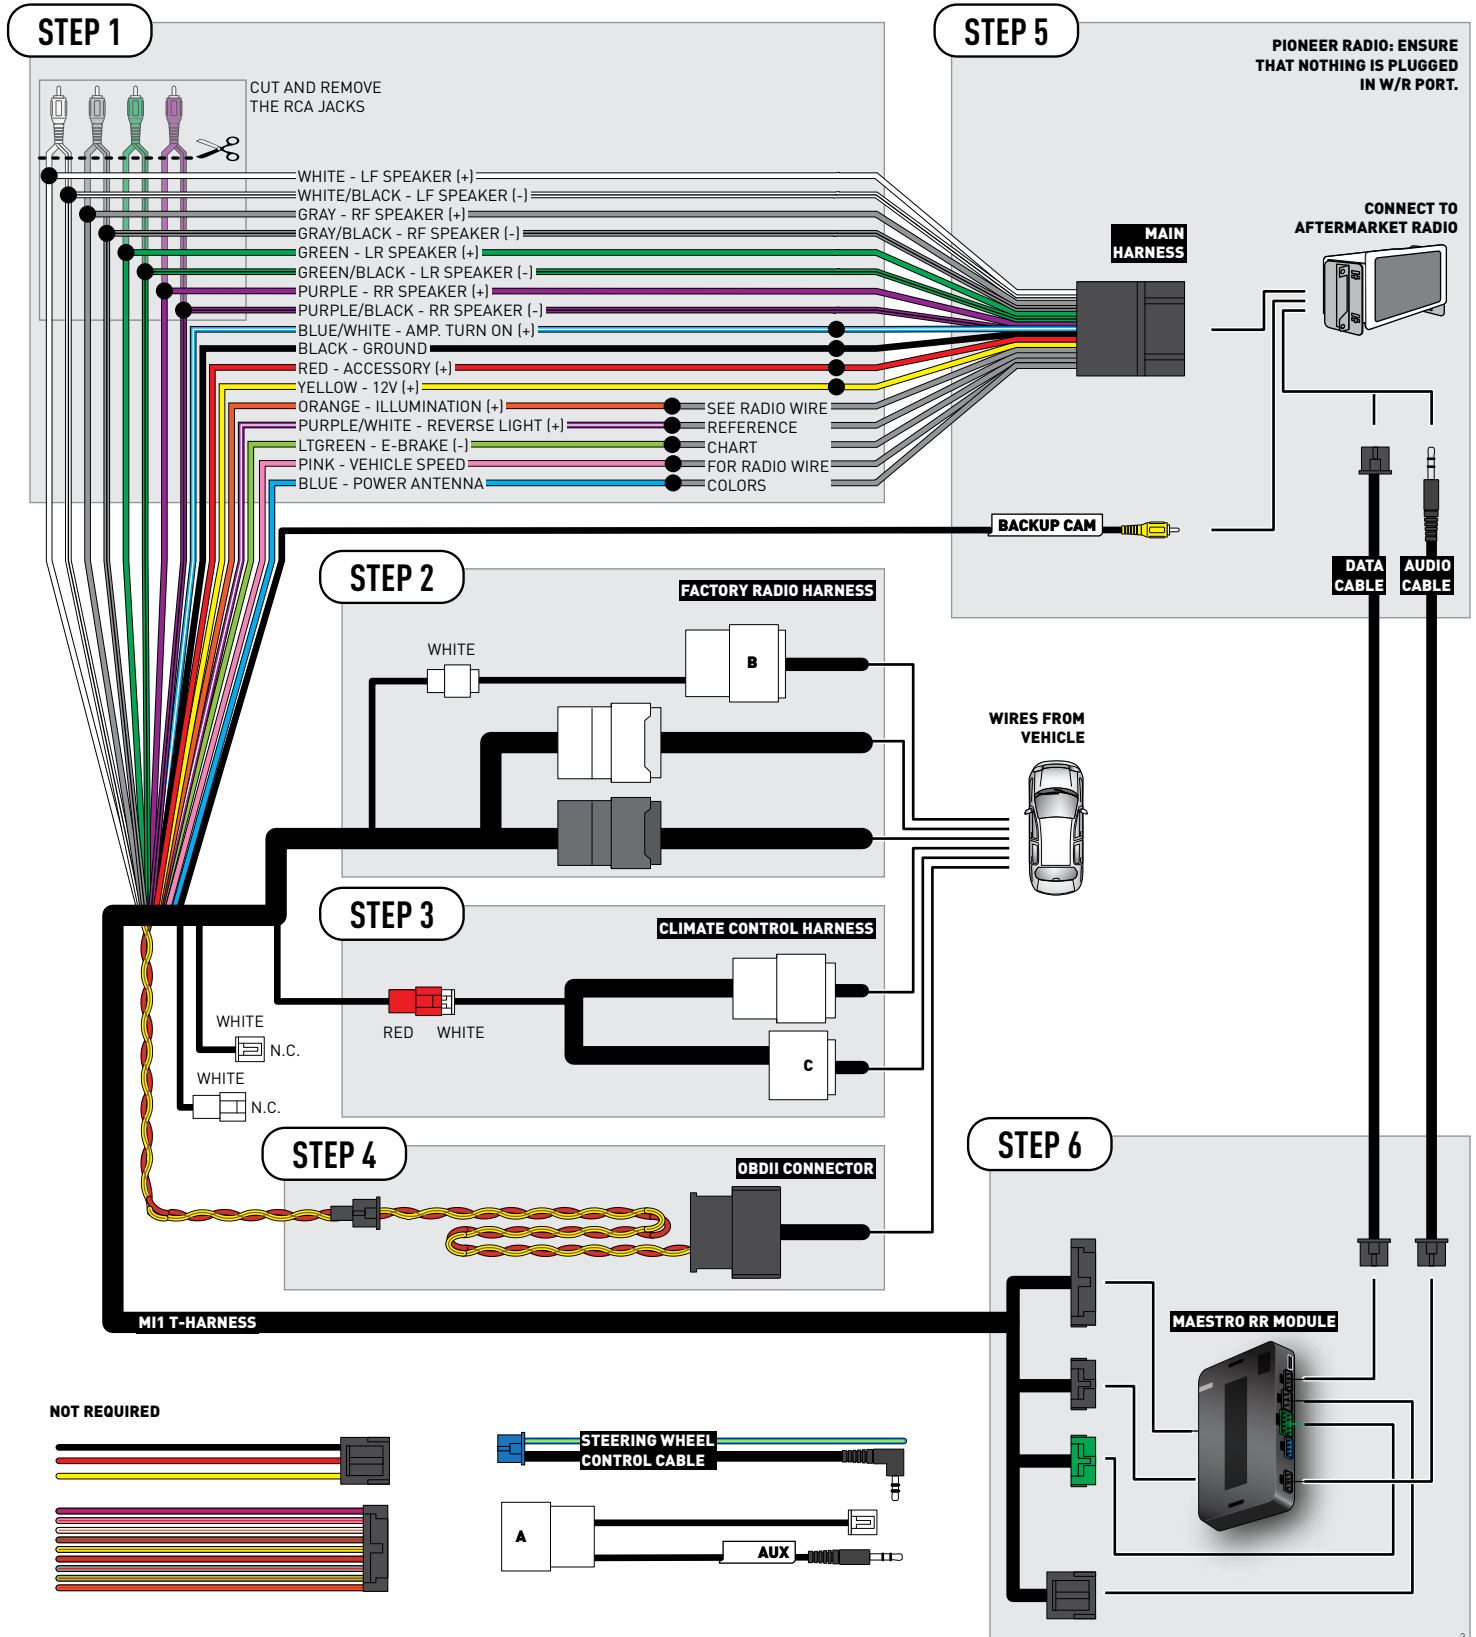 STEP 1
CUT AND REMOVE
THE RCA JACKS
WHITE - LF SPEAKER (+)
WHITE/BLACK - LF SPEAKER (-)
GRAY - RF SPEAKER (+)
GRAY/BLACK - RF SPEAKER (-)
GREEN - LR SPEAKER (+)
GREEN/BLACK - LR SPEAKER (-)
PURPLE - RR SPEAKER (+)
PURPLE/BLACK - RR SPEAKER (-)
BLUE/WHITE - AMP. TURN ON (+)
BLACK - GROUND
RED - ACCESSORY (+)
YELLOW - 12V (+)
ORANGE - ILLUMINATION (+)
PURPLE/WHITE - REVERSE LIGHT (+)
LTGREEN - E-BRAKE (-)
PINK - VEHICLE SPEED
BLUE - POWER ANTENNA
SEE RADIO WIRE
REFERENCE
CHART
FOR RADIO WIRE
COLORS
STEP 5
PIONEER RADIO: ENSURE
THAT NOTHING IS PLUGGED
IN W/R PORT.
CONNECT TO
AFTERMARKET RADIO
MAIN
HARNESS
BACKUP CAM
DATA
CABLE
AUDIO
CABLE
STEP 2
FACTORY RADIO HARNESS
WHITE
B
WIRES FROM
VEHICLE
STEP 3
CLIMATE CONTROL HARNESS
RED
WHITE
C
WHITE
N.C.
WHITE
N.C.
STEP 4
OBDII CONNECTOR
MI1 T-HARNESS
STEP 6
MAESTRO RR MODULE
NOT REQUIRED
STEERING WHEEL
CONTROL CABLE
A
AUX